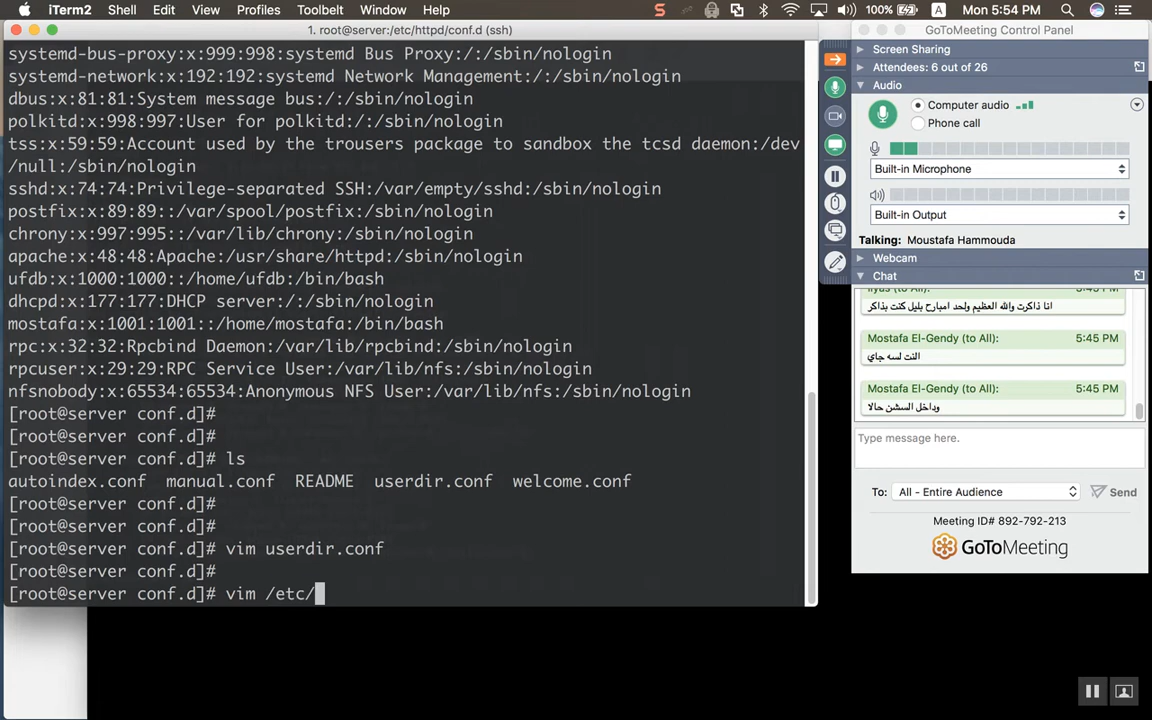 iTerm2 Shell Edit View Profiles Toolbelt Window Help 100% A Mon 5:54 PM
1. root@server:/etc/httpd/conf.d (ssh)
systemd-bus-proxy:x:999:998:systemd Bus Proxy:/:/sbin/nologin
systemd-network:x:192:192:systemd Network Management:/:/sbin/nologin
dbus:x:81:81:System message bus:/:/sbin/nologin
polkitd:x:998:997:User for polkitd:/:/sbin/nologin
tss:x:59:59:Account used by the trousers package to sandbox the tcsd daemon:/dev
/null:/sbin/nologin
sshd:x:74:74:Privilege-separated SSH:/var/empty/sshd:/sbin/nologin
postfix:x:89:89::/var/spool/postfix:/sbin/nologin
chrony:x:997:995::/var/lib/chrony:/sbin/nologin
apache:x:48:48:Apache:/usr/share/httpd:/sbin/nologin
ufdb:x:1000:1000::/home/ufdb:/bin/bash
dhcpd:x:177:177:DHCP server:/:/sbin/nologin
mostafa:x:1001:1001::/home/mostafa:/bin/bash
rpc:x:32:32:Rpcbind Daemon:/var/lib/rpcbind:/sbin/nologin
rpcuser:x:29:29:RPC Service User:/var/lib/nfs:/sbin/nologin
nfsnobody:x:65534:65534:Anonymous NFS User:/var/lib/nfs:/sbin/nologin
[root@server conf.d]#
[root@server conf.d]#
[root@server conf.d]# ls
autoindex.conf manual.conf README userdir.conf welcome.conf
[root@server conf.d]#
[root@server conf.d]#
[root@server conf.d]# vim userdir.conf
[root@server conf.d]#
[root@server conf.d]# vim /etc/
GoToMeeting Control Panel
Screen Sharing
Attendees: 6 out of 26
Audio
Computer audio
Phone call
Built-in Microphone
Built-in Output
Talking: Moustafa Hammouda
Webcam
Chat
(to All): 5:45 PM
انا ذاكرت والله العظيم ولحد امبارح بليل كنت بذاكر
Mostafa El-Gendy (to All): 5:45 PM
النت لسه جاي
Mostafa El-Gendy (to All): 5:45 PM
وداخل السشن حالا
Type message here.
To: All - Entire Audience Send
Meeting ID# 892-792-213
GoToMeeting